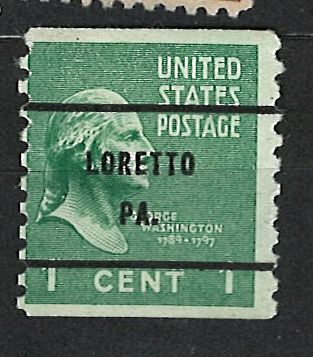 UNITED
STATES
POSTAGE
LORETTO
PA.
GEORGE
WASHINGTON
1789-1797
1 CENT 1